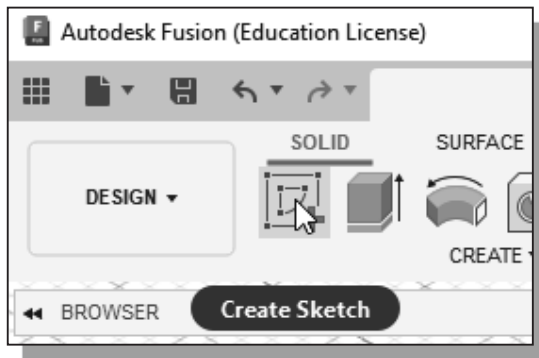 Autodesk Fusion (Education License)
SOLID SURFACE
DESIGN
CREATE
BROWSER Create Sketch